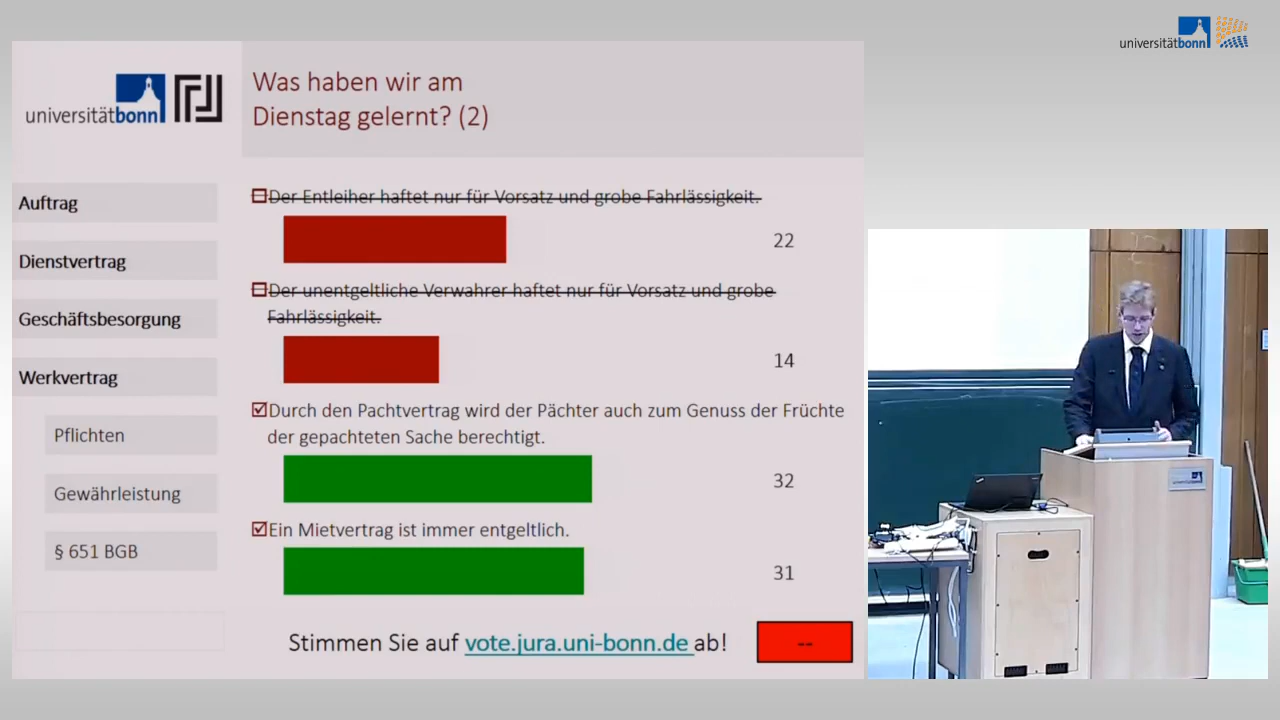 universitätbonn
universitätbonn
Was haben wir am
Dienstag gelernt? (2)
Auftrag
Dienstvertrag
Geschäftsbesorgung
Werkvertrag
Pflichten
Gewährleistung
§ 651 BGB
Der Entleiher haftet nur für Vorsatz und grobe Fahrlässigkeit.
22
Der unentgeltliche Verwahrer haftet nur für Vorsatz und grobe
Fahrlässigkeit.
14
Durch den Pachtvertrag wird der Pächter auch zum Genuss der Früchte
der gepachteten Sache berechtigt.
32
Ein Mietvertrag ist immer entgeltlich.
31
Stimmen Sie auf vote.jura.uni-bonn.de ab!
--